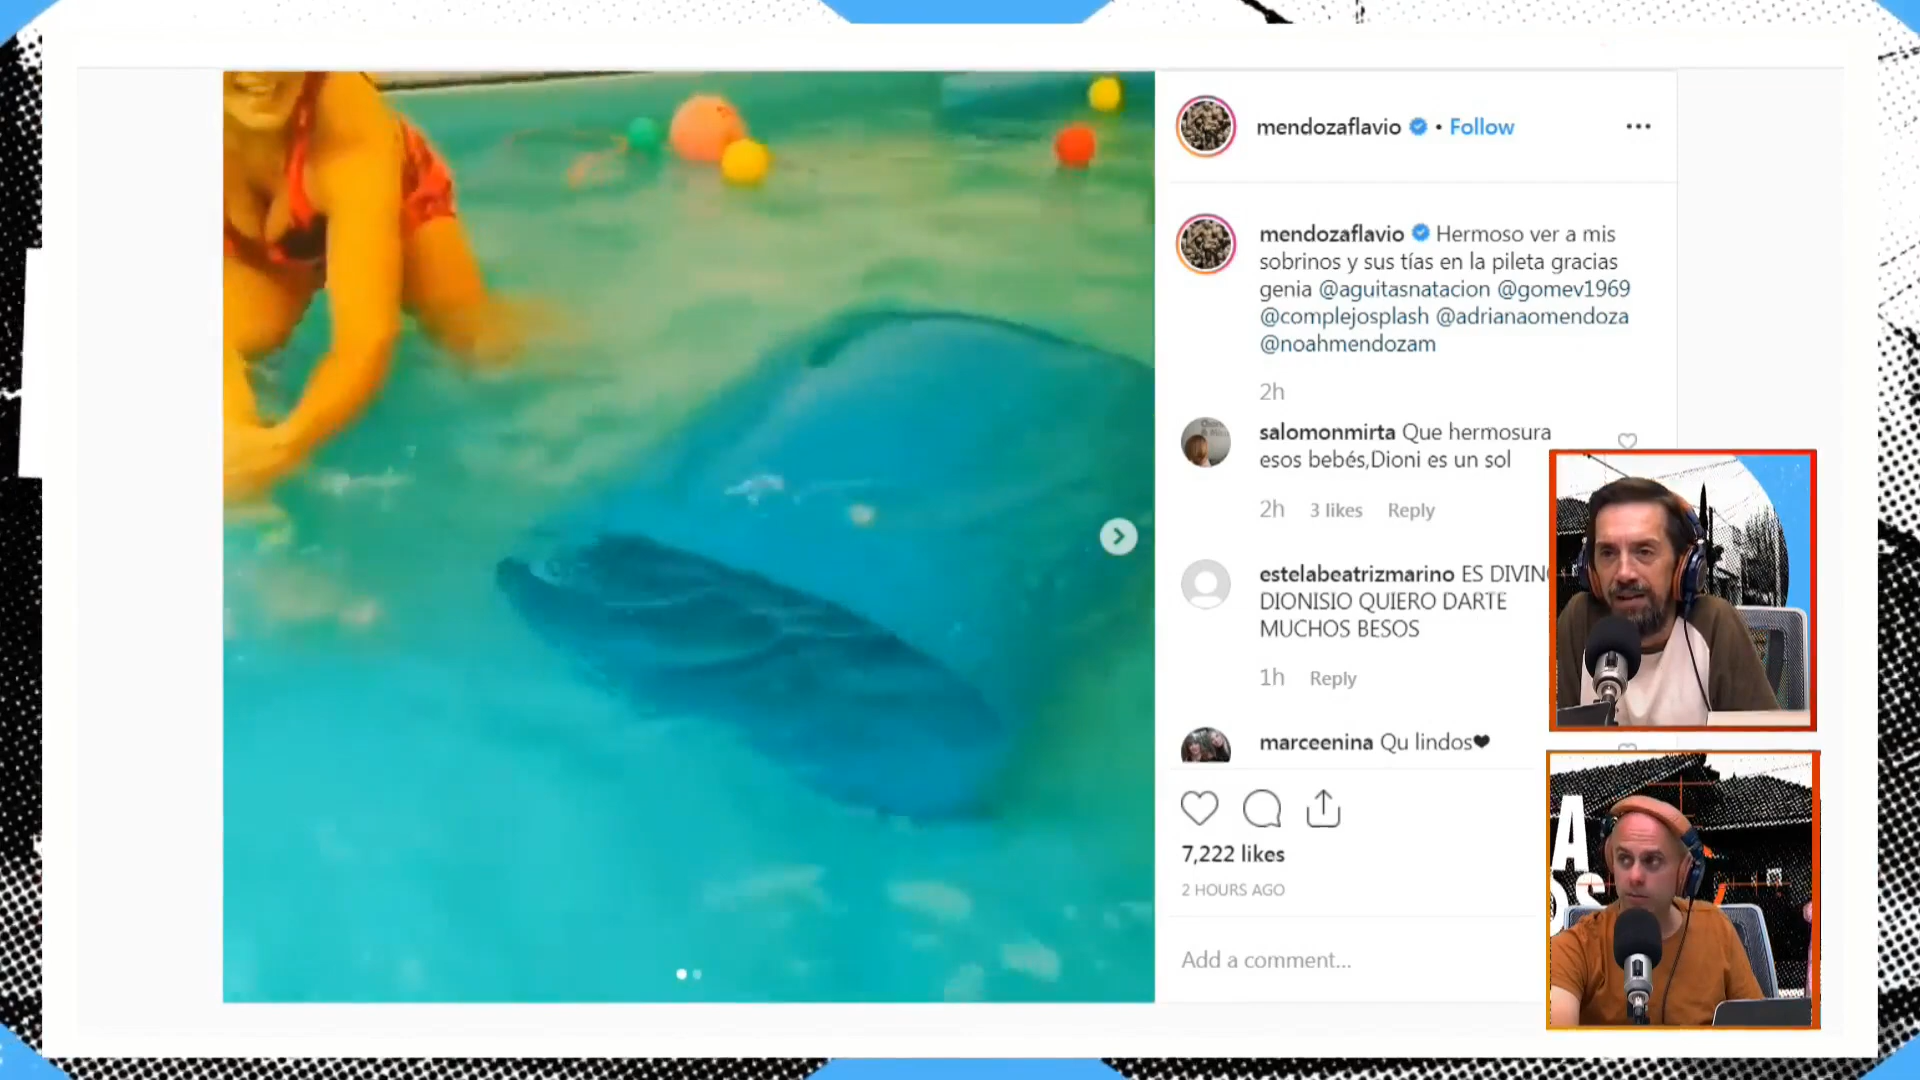 mendozaflavio • Follow
mendozaflavio Hermoso ver a mis
sobrinos y sus tías en la pileta gracias
genia @aguitasnatacion @gomev1969
@complejosplash @adrianaomendoza
@noahmendozam
2h
salomonmirta Que hermosura
esos bebés,Dioni es un sol
2h 3 likes Reply
estelabeatrizmarino ES DIVINO
DIONISIO QUIERO DARTE
MUCHOS BESOS
1h Reply
marceenina Qu lindos❤
7,222 likes
2 HOURS AGO
Add a comment...
A
OS